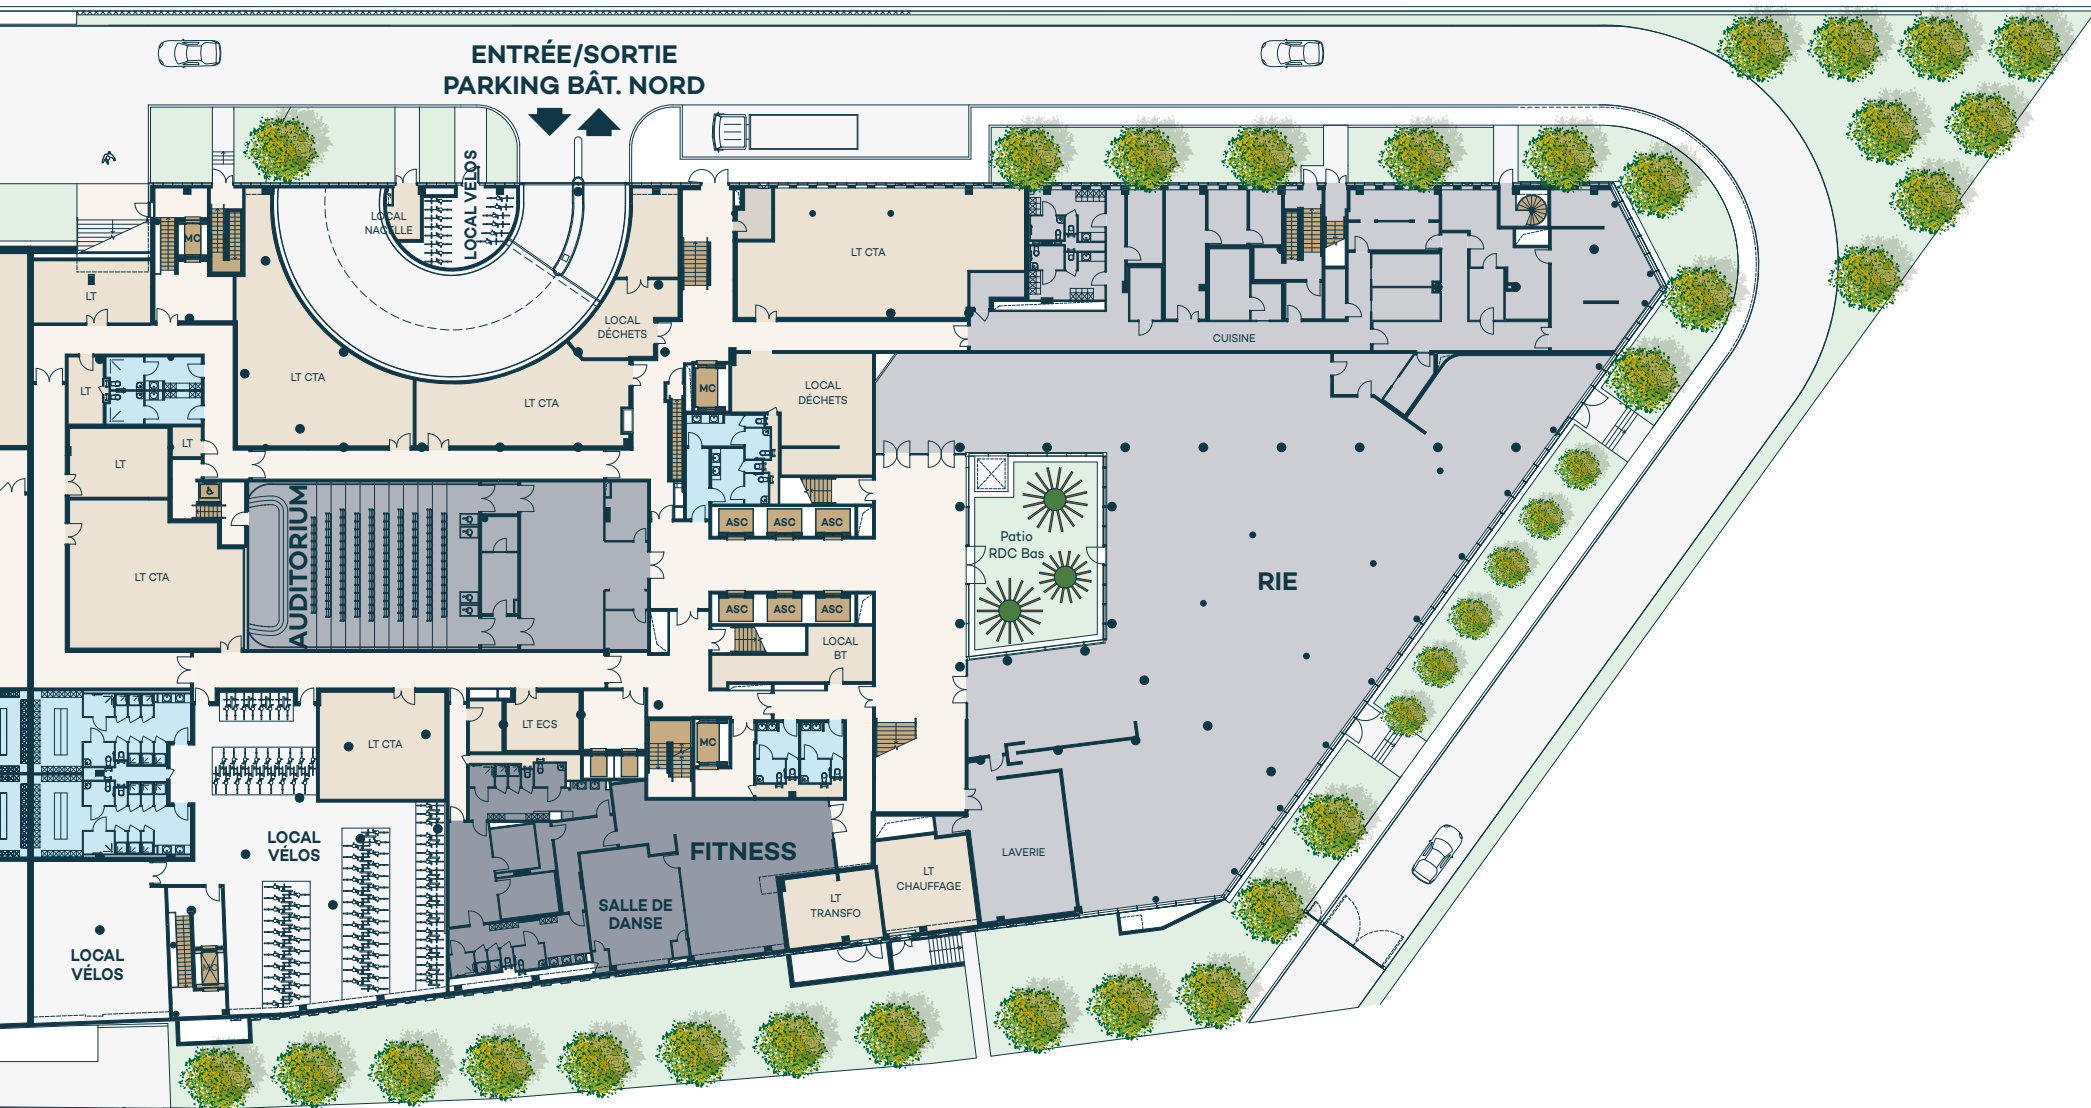 ENTRÉE/SORTIE
PARKING BÂT. NORD
LOCAL VÉLOS
LOCAL
NACELLE
MC
LT CTA
LT
LOCAL
DÉCHETS
CUISINE
LT CTA
LT CTA
MC
LOCAL
DÉCHETS
LT
LT
LT
AUDITORIUM
ASC
ASC
ASC
Patio
RDC Bas
RIE
LT CTA
ASC
ASC
ASC
LOCAL
BT
LT ECS
LT CTA
MC
LOCAL
VÉLOS
FITNESS
LAVERIE
LT
CHAUFFAGE
SALLE DE
DANSE
LT
TRANSFO
LOCAL
VÉLOS
MC